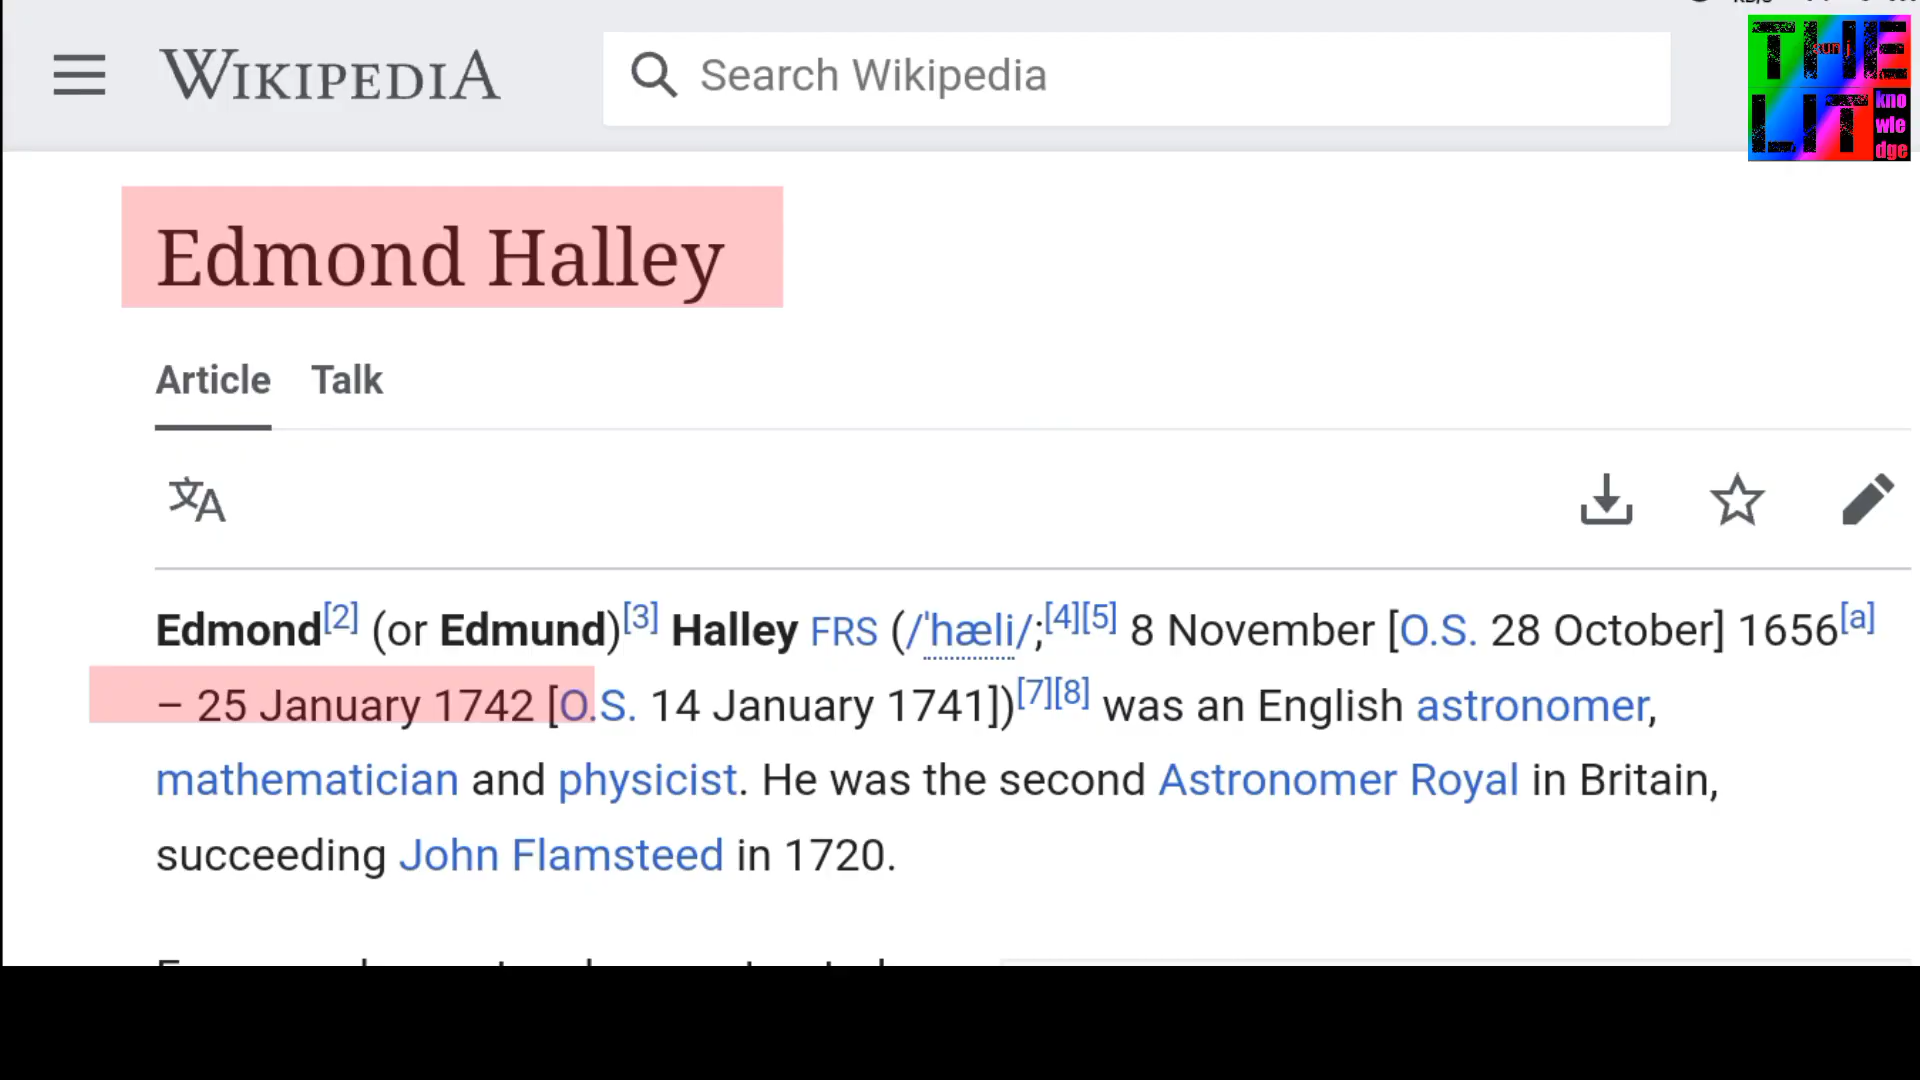 WIKIPEDIA
Search Wikipedia
THE
sun j
LIT
kno
wle
dge
Edmond Halley
Article Talk
Edmond[2] (or Edmund)[3] Halley FRS (/ˈhæli/;[4][5] 8 November [O.S. 28 October] 1656[a]
– 25 January 1742 [O.S. 14 January 1741])[7][8] was an English astronomer,
mathematician and physicist. He was the second Astronomer Royal in Britain,
succeeding John Flamsteed in 1720.